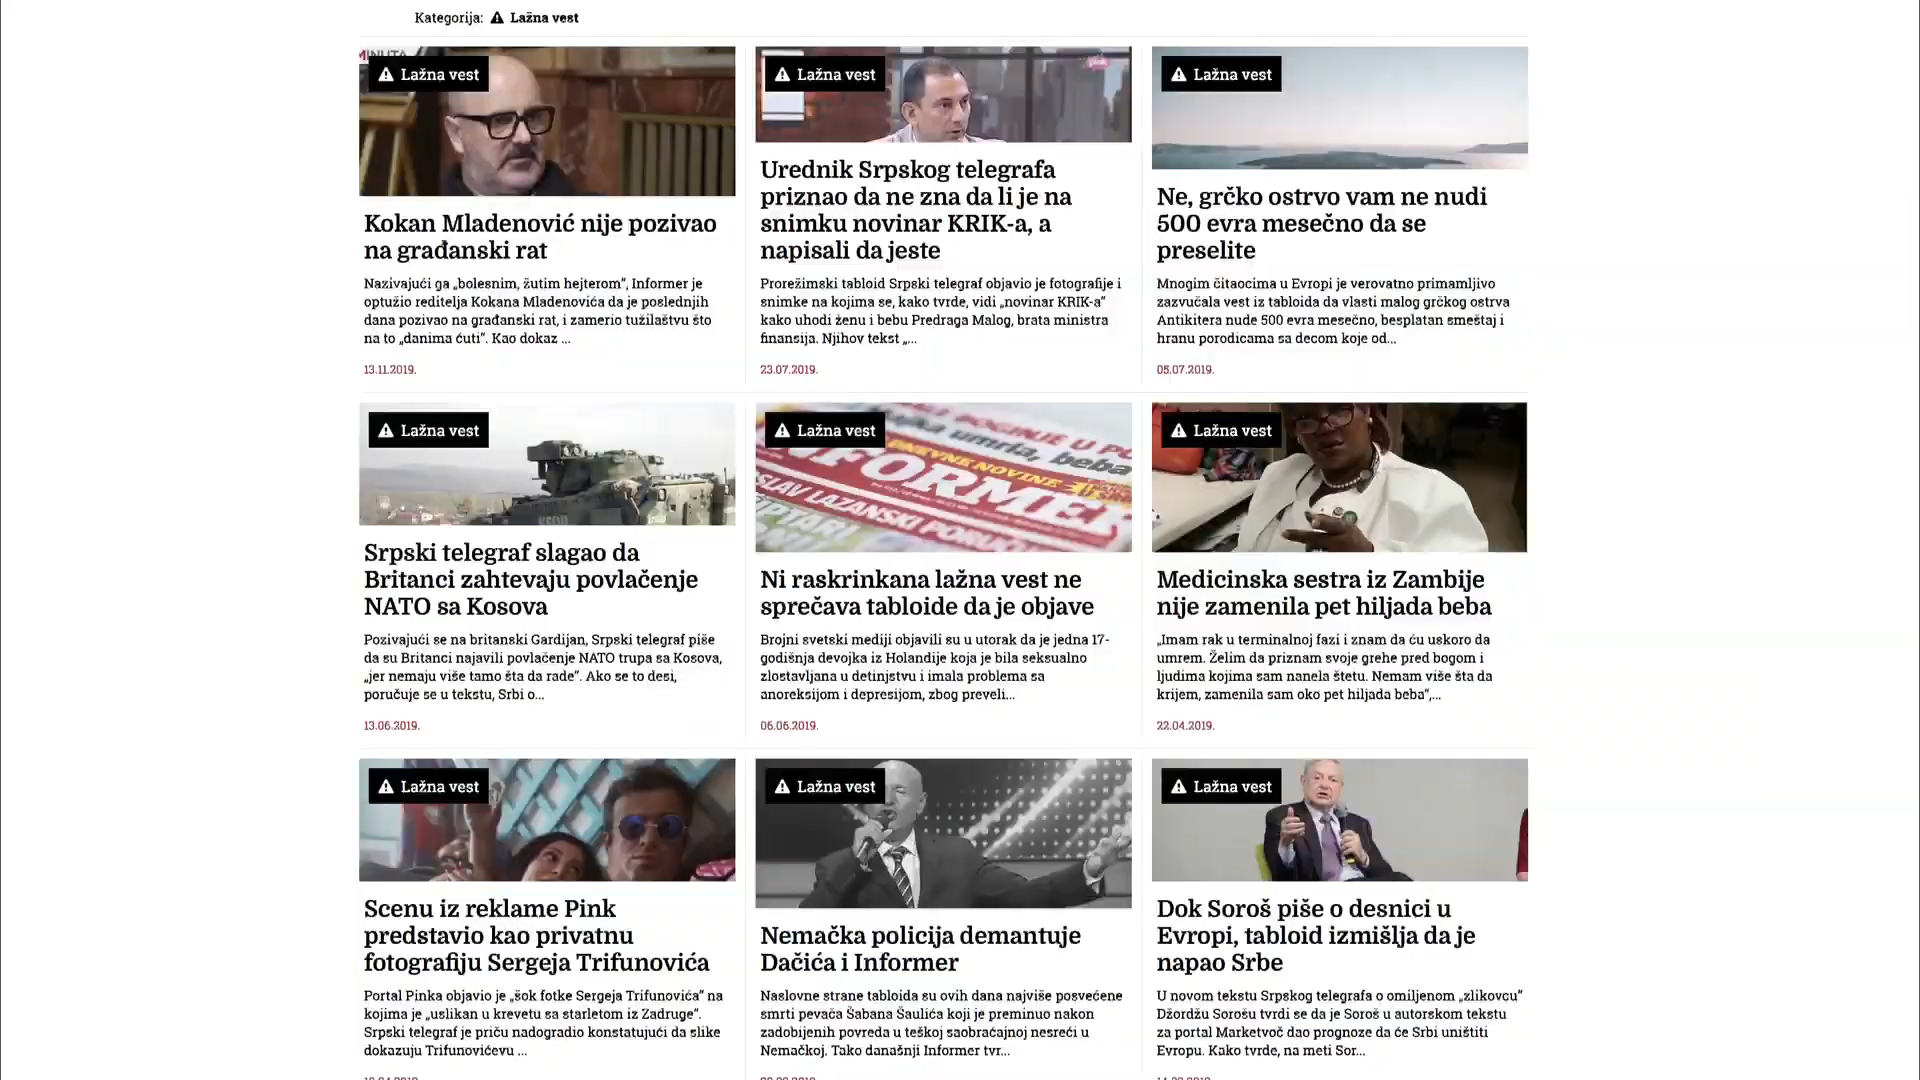 Kategorija: Lažna vest
MINUTA
Lažna vest
Kokan Mladenović nije pozivao
na građanski rat
Nazivajući ga „bolesnim, žutim hejterom“, Informer je
optužio reditelja Kokana Mladenovića da je poslednjih
dana pozivao na građanski rat, i zamerio tužilaštvu što
na to „danima ćuti“. Kao dokaz ...
13.11.2019.
Lažna vest
Urednik Srpskog telegrafa
priznao da ne zna da li je na
snimku novinar KRIK-a, a
napisali da jeste
Prorežimski tabloid Srpski telegraf objavio je fotografije i
snimke na kojima se, kako tvrde, vidi „novinar KRIK-a“
kako uhodi ženu i bebu Predraga Malog, brata ministra
finansija. Njihov tekst „...
23.07.2019.
Lažna vest
Ne, grčko ostrvo vam ne nudi
500 evra mesečno da se
preselite
Mnogim čitaocima u Evropi je verovatno primamljivo
zazvučala vest iz tabloida da vlasti malog grčkog ostrva
Antikitera nude 500 evra mesečno, besplatan smeštaj i
hranu porodicama sa decom koje od...
05.07.2019.
Lažna vest
KFOR
Srpski telegraf slagao da
Britanci zahtevaju povlačenje
NATO sa Kosova
Pozivajući se na britanski Gardijan, Srpski telegraf piše
da su Britanci najavili povlačenje NATO trupa sa Kosova,
„jer nemaju više tamo šta da rade“. Ako se to desi,
poručuje se u tekstu, Srbi o...
13.06.2019.
Lažna vest
umrla, beba
DNEVNE NOVINE
INFORMER
SLAV LAZANSKI
Ni raskrinkana lažna vest ne
sprečava tabloide da je objave
Brojni svetski mediji objavili su u utorak da je jedna 17-
godišnja devojka iz Holandije koja je bila seksualno
zlostavljana u detinjstvu i imala problema sa
anoreksijom i depresijom, zbog preveli...
06.06.2019.
Lažna vest
Medicinska sestra iz Zambije
nije zamenila pet hiljada beba
„Imam rak u terminalnoj fazi i znam da ću uskoro da
umrem. Želim da priznam svoje grehe pred bogom i
ljudima kojima sam nanela štetu. Nemam više šta da
krijem, zamenila sam oko pet hiljada beba“,...
22.04.2019.
Lažna vest
Scenu iz reklame Pink
predstavio kao privatnu
fotografiju Sergeja Trifunovića
Portal Pinka objavio je „šok fotke Sergeja Trifunovića“ na
kojima je „uslikan u krevetu sa starletom iz Zadruge“.
Srpski telegraf je priču nadogradio konstatujući da slike
dokazuju Trifunovićevu ...
Lažna vest
Nemačka policija demantuje
Dačića i Informer
Naslovne strane tabloida su ovih dana najviše posvećene
smrti pevača Šabana Šaulića koji je preminuo nakon
zadobijenih povreda u teškoj saobraćajnoj nesreći u
Nemačkoj. Tako današnji Informer tvr...
Lažna vest
Dok Soroš piše o desnici u
Evropi, tabloid izmišlja da je
napao Srbe
U novom tekstu Srpskog telegrafa o omiljenom „zlikovcu“
Džordžu Sorošu tvrdi se da je Soroš u autorskom tekstu
za portal Marketvoč dao prognoze da će Srbi uništiti
Evropu. Kako tvrde, na meti Sor...